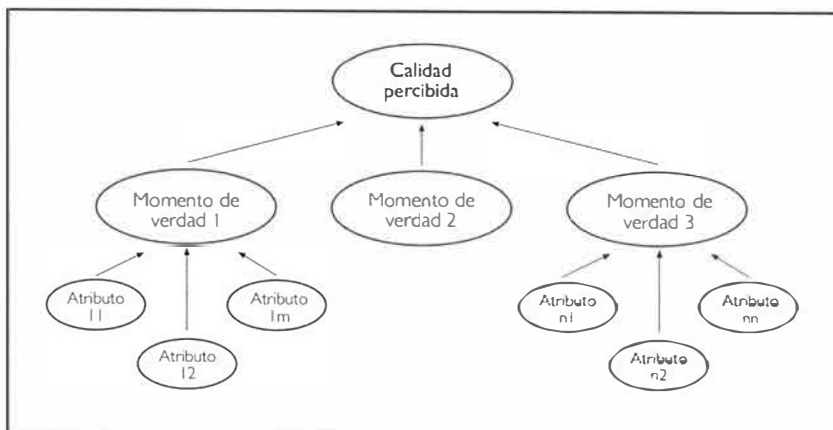 Calidad
percibida
Momento de
verdad 1
Momento de
verdad 2
Momento de
verdad 3
Atributo
11
Atributo
1m
Atributo
12
Atributo
n1
Atributo
nn
Atributo
n2